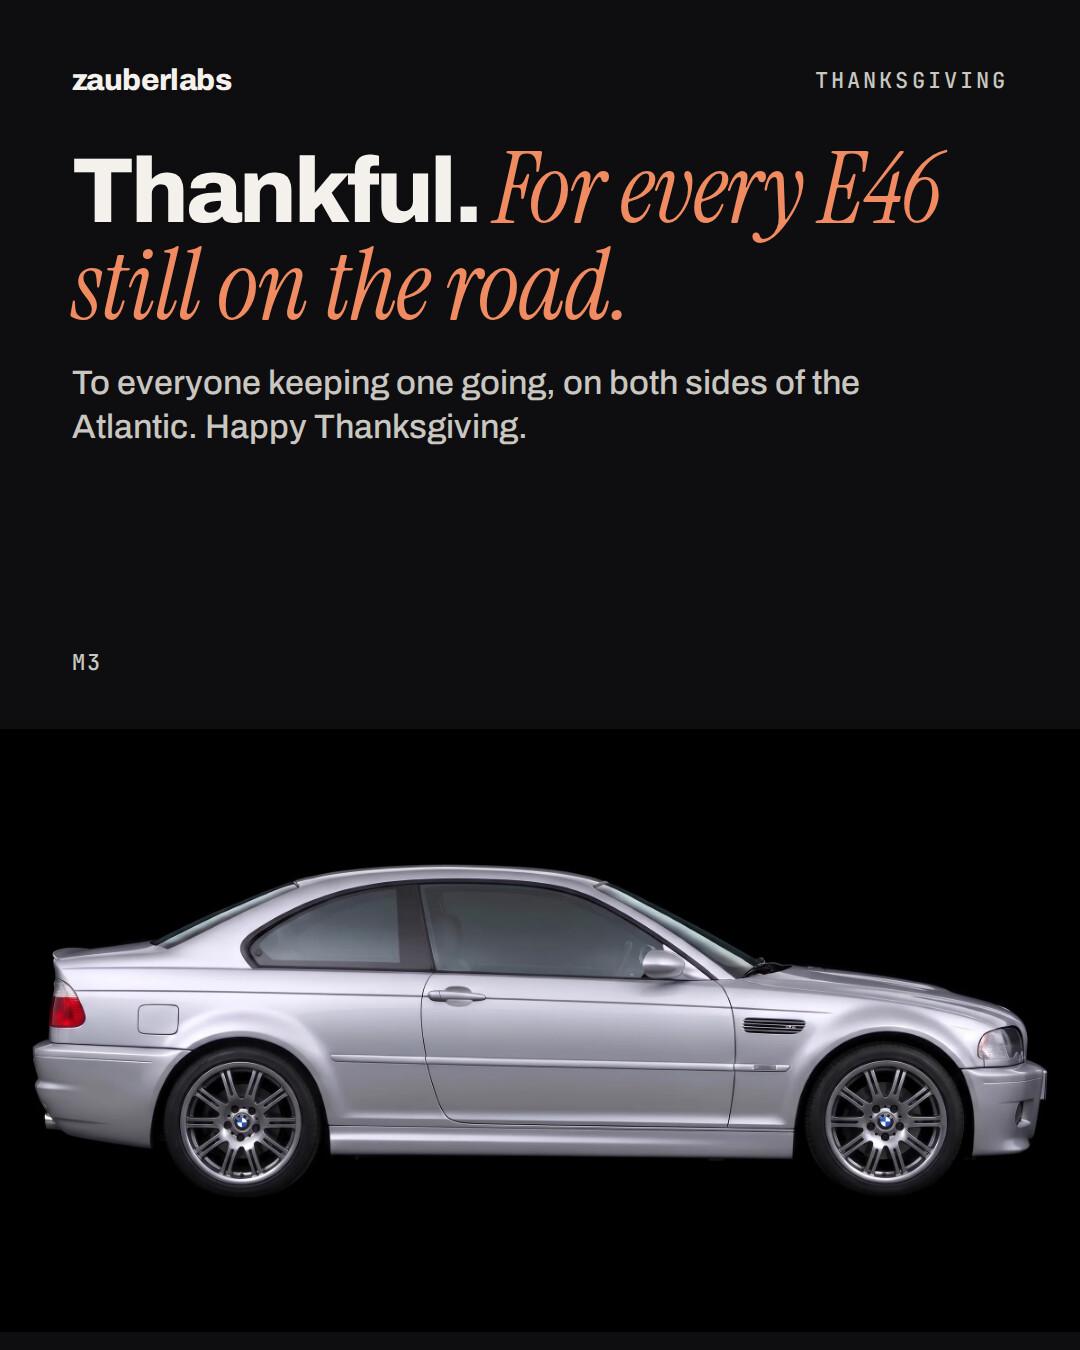 zauberlabs
THANKSGIVING
Thankful. For every E46
still on the road.
To everyone keeping one going, on both sides of the
Atlantic. Happy Thanksgiving.
M3